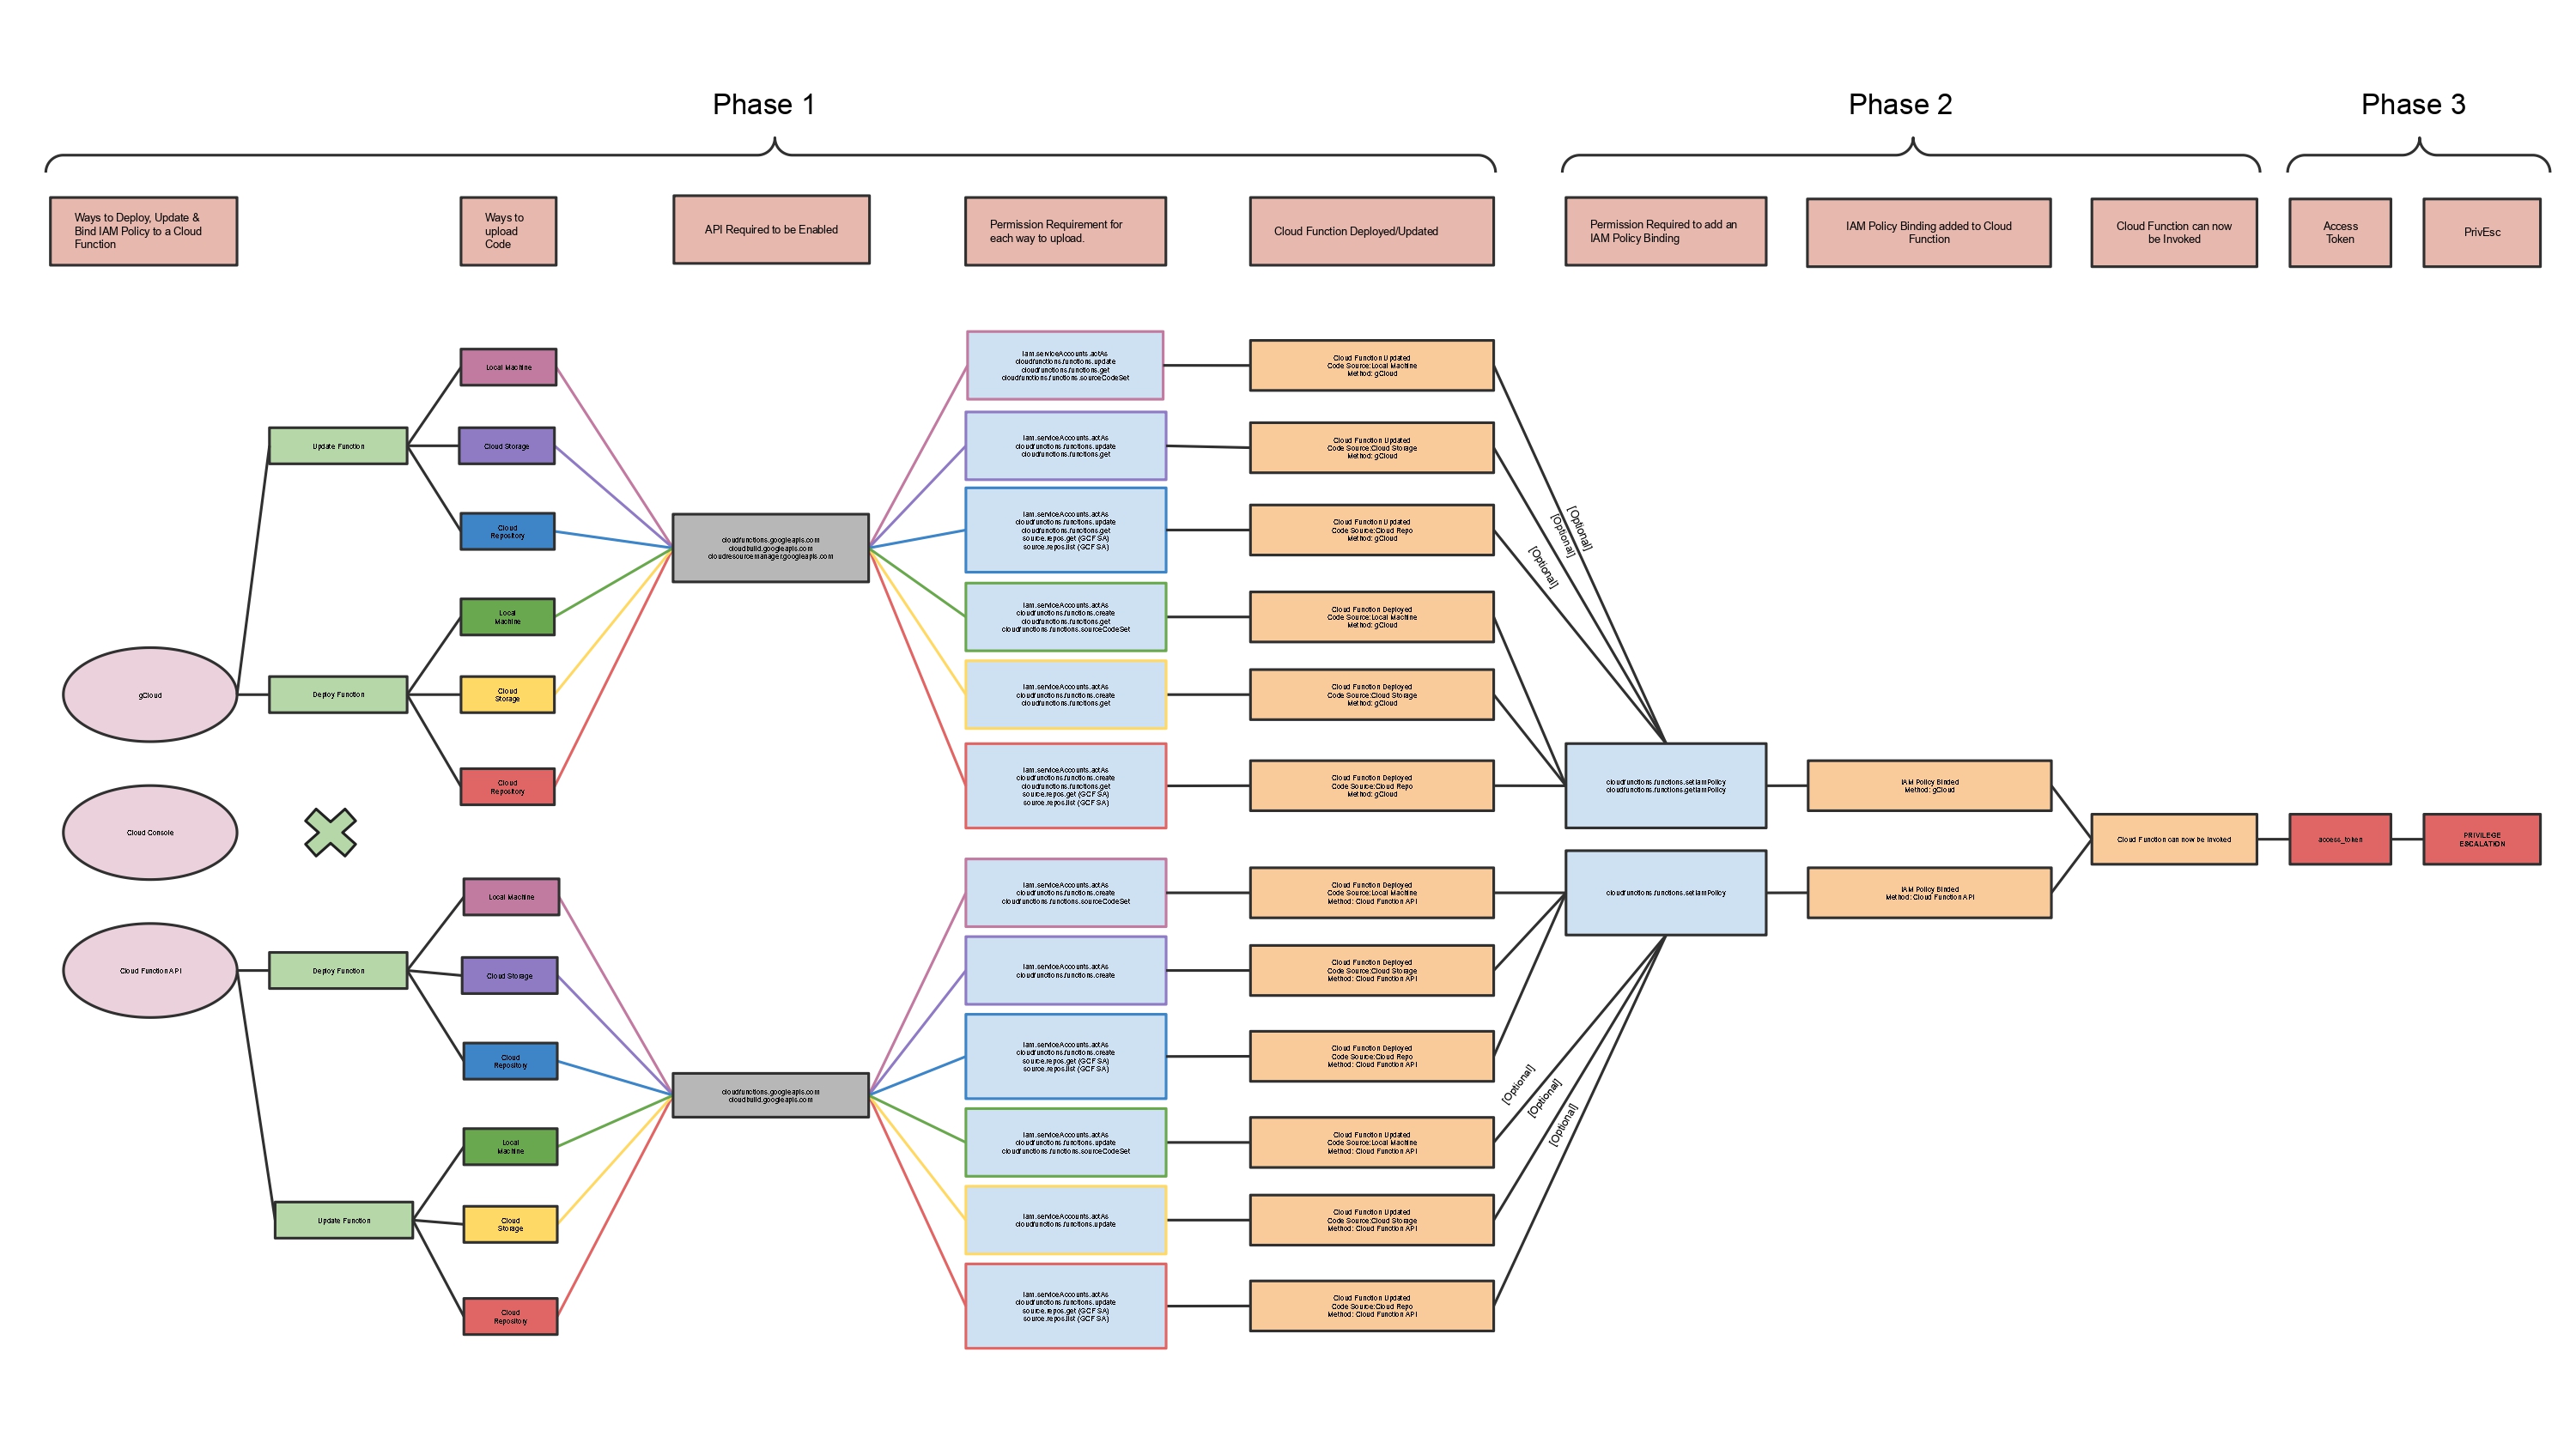 Phase 1
Phase 2
Phase 3
Ways to Deploy, Update &
Bind IAM Policy to a Cloud
Function
Ways to
upload
Code
API Required to be Enabled
Permission Requirement for
each way to upload.
Cloud Function Deployed/Updated
Permission Required to add an
IAM Policy Binding
IAM Policy Binding added to Cloud
Function
Cloud Function can now
be Invoked
Access
Token
PrivEsc
gCloud
Cloud Console
Cloud Function API
Update Function
Deploy Function
Deploy Function
Update Function
Local Machine
Cloud Storage
Cloud
Repository
Local
Machine
Cloud
Storage
Cloud
Repository
Local Machine
Cloud Storage
Cloud
Repository
Local
Machine
Cloud
Storage
Cloud
Repository
cloudfunctions.googleapis.com
cloudbuild.googleapis.com
cloudresourcemanager.googleapis.com
cloudfunctions.googleapis.com
cloudbuild.googleapis.com
iam.serviceAccounts.actAs
cloudfunctions.functions.update
cloudfunctions.functions.get
cloudfunctions.functions.sourceCodeSet
iam.serviceAccounts.actAs
cloudfunctions.functions.update
cloudfunctions.functions.get
iam.serviceAccounts.actAs
cloudfunctions.functions.update
cloudfunctions.functions.get
source.repos.get (GCF SA)
source.repos.list (GCF SA)
iam.serviceAccounts.actAs
cloudfunctions.functions.create
cloudfunctions.functions.get
cloudfunctions.functions.sourceCodeSet
iam.serviceAccounts.actAs
cloudfunctions.functions.create
cloudfunctions.functions.get
iam.serviceAccounts.actAs
cloudfunctions.functions.create
cloudfunctions.functions.get
source.repos.get (GCF SA)
source.repos.list (GCF SA)
iam.serviceAccounts.actAs
cloudfunctions.functions.create
cloudfunctions.functions.sourceCodeSet
iam.serviceAccounts.actAs
cloudfunctions.functions.create
iam.serviceAccounts.actAs
cloudfunctions.functions.create
source.repos.get (GCF SA)
source.repos.list (GCF SA)
iam.serviceAccounts.actAs
cloudfunctions.functions.update
cloudfunctions.functions.sourceCodeSet
iam.serviceAccounts.actAs
cloudfunctions.functions.update
iam.serviceAccounts.actAs
cloudfunctions.functions.update
source.repos.get (GCF SA)
source.repos.list (GCF SA)
Cloud Function Updated
Code Source:Local Machine
Method: gCloud
Cloud Function Updated
Code Source:Cloud Storage
Method: gCloud
Cloud Function Updated
Code Source:Cloud Repo
Method: gCloud
Cloud Function Deployed
Code Source:Local Machine
Method: gCloud
Cloud Function Deployed
Code Source:Cloud Storage
Method: gCloud
Cloud Function Deployed
Code Source:Cloud Repo
Method: gCloud
Cloud Function Deployed
Code Source:Local Machine
Method: Cloud Function API
Cloud Function Deployed
Code Source:Cloud Storage
Method: Cloud Function API
Cloud Function Deployed
Code Source:Cloud Repo
Method: Cloud Function API
Cloud Function Updated
Code Source:Local Machine
Method: Cloud Function API
Cloud Function Updated
Code Source:Cloud Storage
Method: Cloud Function API
Cloud Function Updated
Code Source:Cloud Repo
Method: Cloud Function API
[Optional]
[Optional]
[Optional]
[Optional]
[Optional]
[Optional]
cloudfunctions.functions.setIamPolicy
cloudfunctions.functions.getIamPolicy
cloudfunctions.functions.setIamPolicy
IAM Policy Binded
Method: gCloud
IAM Policy Binded
Method: Cloud Function API
Cloud Function can now be Invoked
access_token
PRIVILEGE
ESCALATION